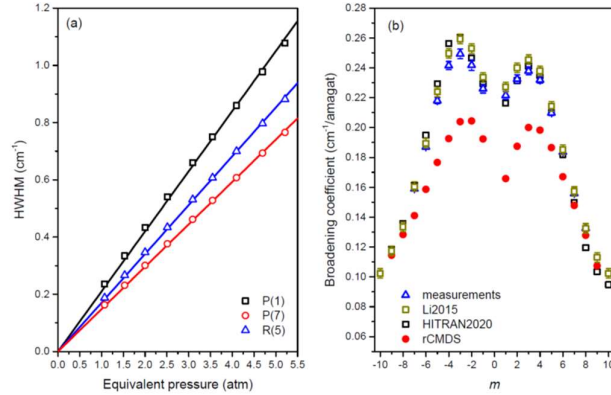 (a)
HWHM (cm⁻¹)
1.2
1.0
0.8
0.6
0.4
0.2
0.0
0.0 0.5 1.0 1.5 2.0 2.5 3.0 3.5 4.0 4.5 5.0 5.5
Equivalent pressure (atm)
P(1)
P(7)
R(5)
(b)
Broadening coefficient (cm⁻¹/amagat)
0.28
0.26
0.24
0.22
0.20
0.18
0.16
0.14
0.12
0.10
0.08
0.06
-10 -8 -6 -4 -2 0 2 4 6 8 10
m
measurements
Li2015
HITRAN2020
rCMDS